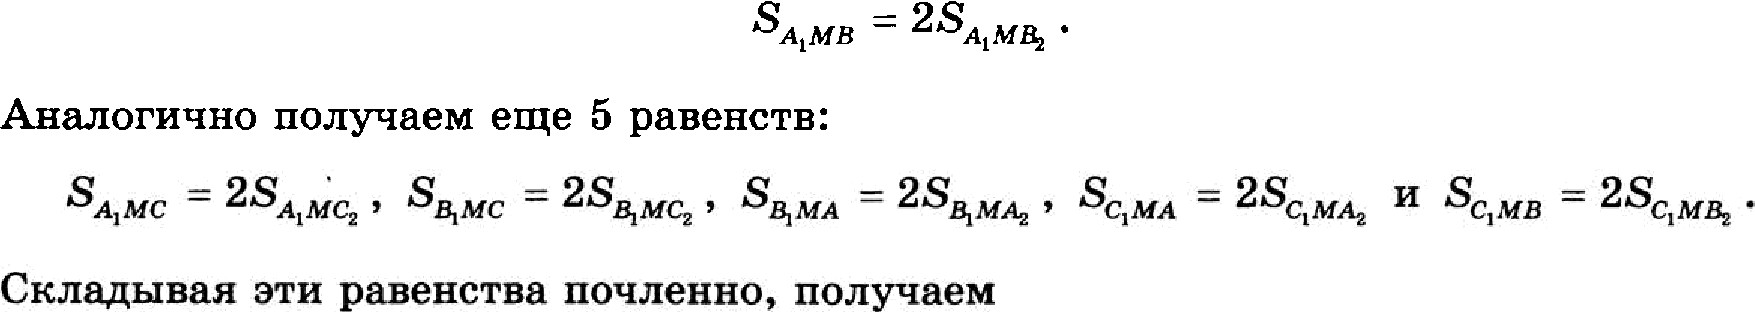 S_{A_1MB} = 2S_{A_1MB_2}.
Аналогично получаем еще 5 равенств:
S_{A_1MC} = 2S_{A_1MC_2}, S_{B_1MC} = 2S_{B_1MC_2}, S_{B_1MA} = 2S_{B_1MA_2}, S_{C_1MA} = 2S_{C_1MA_2} и S_{C_1MB} = 2S_{C_1MB_2}.
Складывая эти равенства почленно, получаем